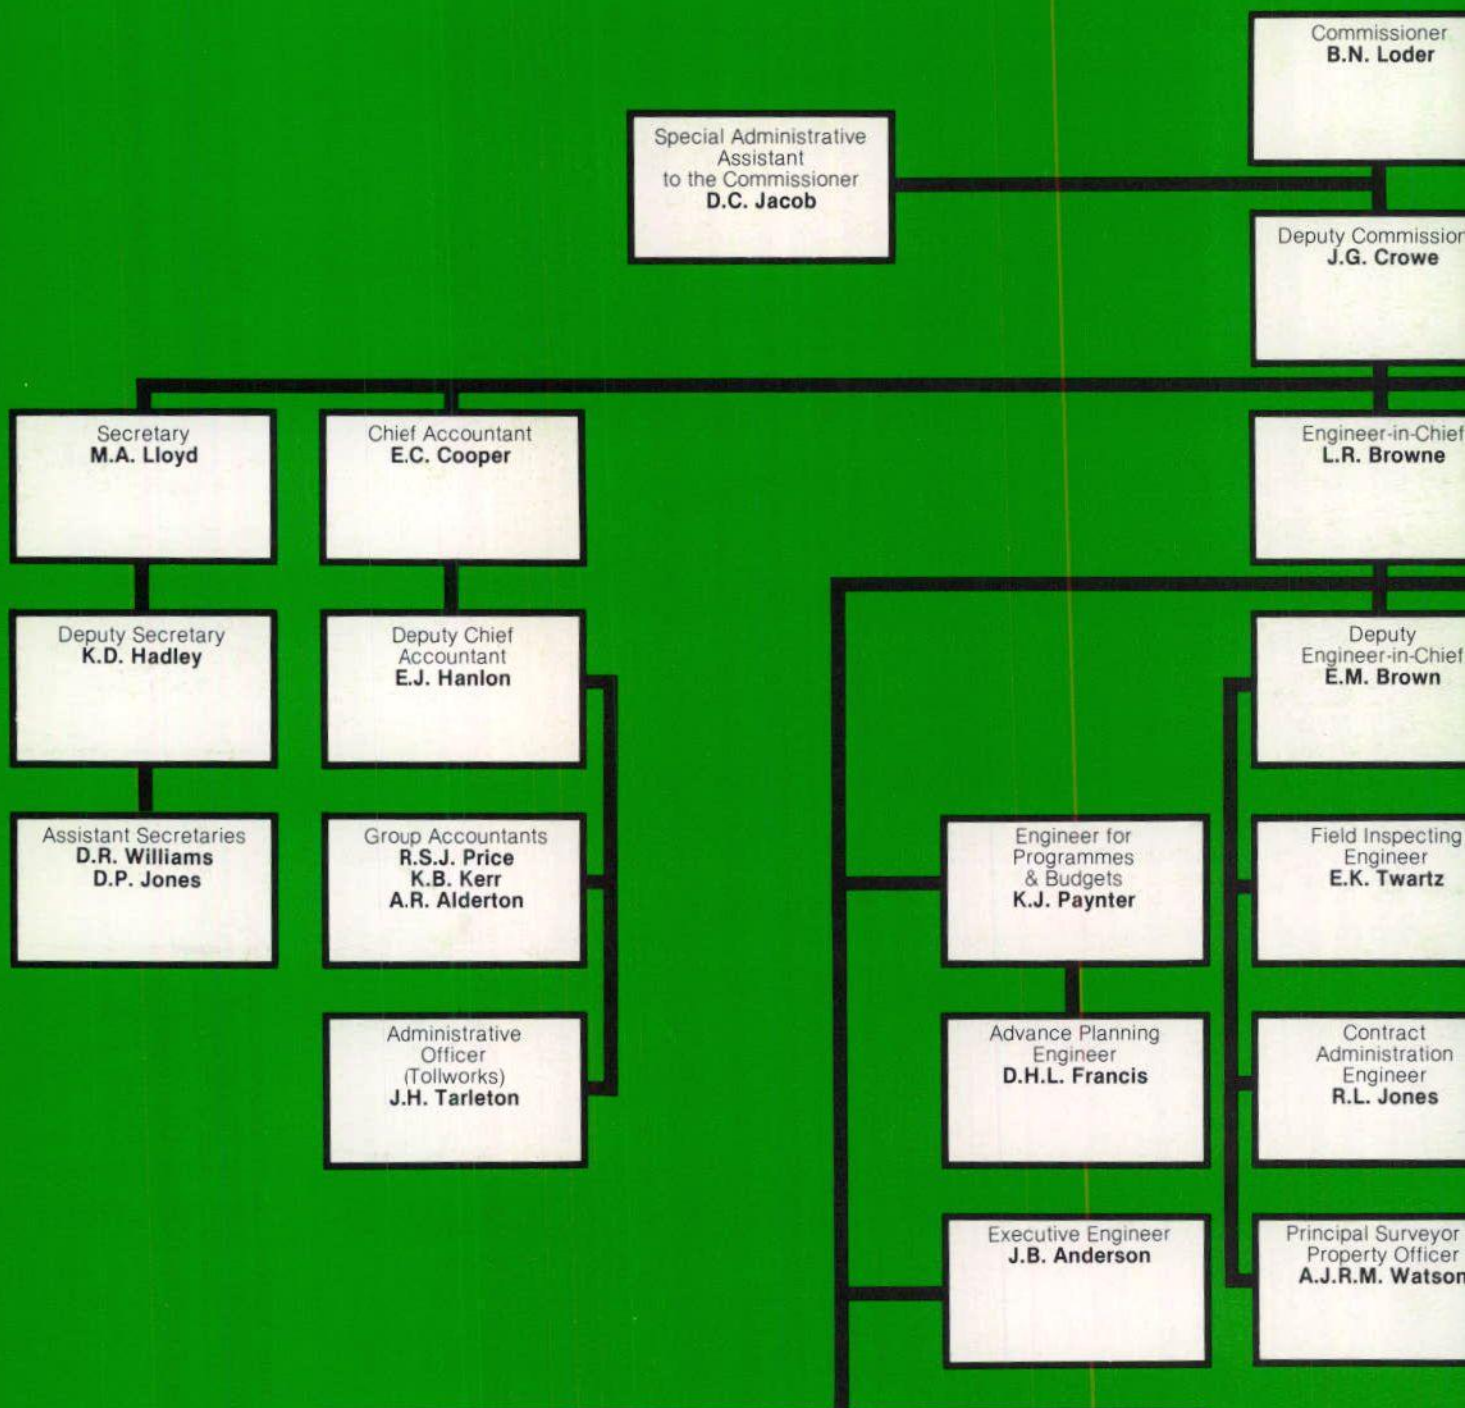 Commissioner
B.N. Loder
Special Administrative
Assistant
to the Commissioner
D.C. Jacob
Deputy Commission
J.G. Crowe
Secretary
M.A. Lloyd
Chief Accountant
E.C. Cooper
Engineer-in-Chief
L.R. Browne
Deputy Secretary
K.D. Hadley
Deputy Chief
Accountant
E.J. Hanlon
Deputy
Engineer-in-Chief
E.M. Brown
Assistant Secretaries
D.R. Williams
D.P. Jones
Group Accountants
R.S.J. Price
K.B. Kerr
A.R. Alderton
Engineer for
Programmes
& Budgets
K.J. Paynter
Field Inspecting
Engineer
E.K. Twartz
Administrative
Officer
(Tollworks)
J.H. Tarleton
Advance Planning
Engineer
D.H.L. Francis
Contract
Administration
Engineer
R.L. Jones
Executive Engineer
J.B. Anderson
Principal Surveyor
Property Officer
A.J.R.M. Watson